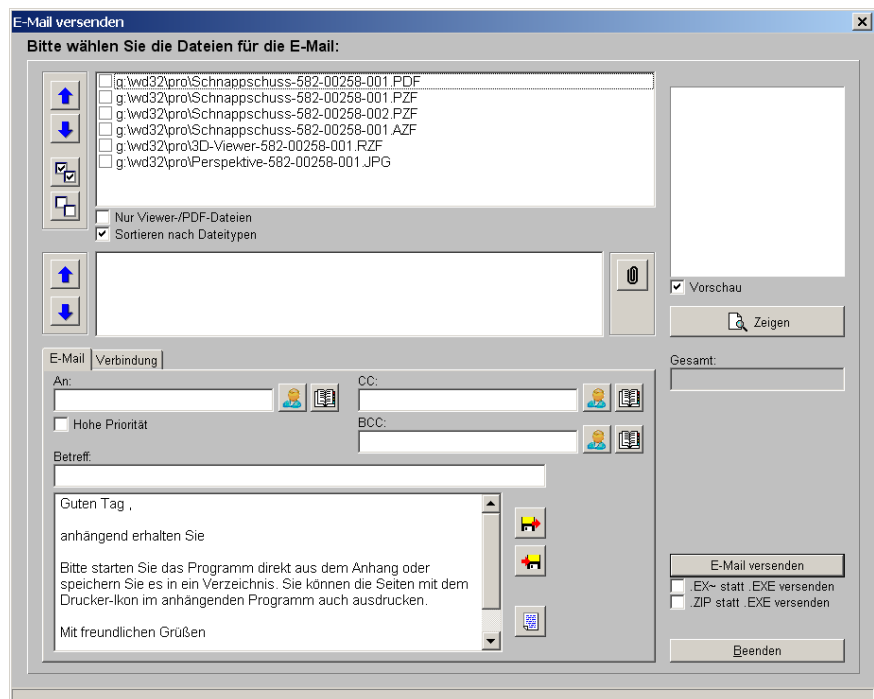 E-Mail versenden
Bitte wählen Sie die Dateien für die E-Mail:
g:\wd32\pro\Schnappschuss-582-00258-001.PDF
g:\wd32\pro\Schnappschuss-582-00258-001.PZF
g:\wd32\pro\Schnappschuss-582-00258-002.PZF
g:\wd32\pro\Schnappschuss-582-00258-001.AZF
g:\wd32\pro\3D-Viewer-582-00258-001.RZF
g:\wd32\pro\Perspektive-582-00258-001.JPG
Nur Viewer-/PDF-Dateien
Sortieren nach Dateitypen
Vorschau
Zeigen
Gesamt:
E-Mail
Verbindung
An:
CC:
Hohe Priorität
BCC:
Betreff:
Guten Tag ,
anhängend erhalten Sie
Bitte starten Sie das Programm direkt aus dem Anhang oder
speichern Sie es in ein Verzeichnis. Sie können die Seiten mit dem
Drucker-Ikon im anhängenden Programm auch ausdrucken.
Mit freundlichen Grüßen
E-Mail versenden
.EX~ statt .EXE versenden
.ZIP statt .EXE versenden
Beenden